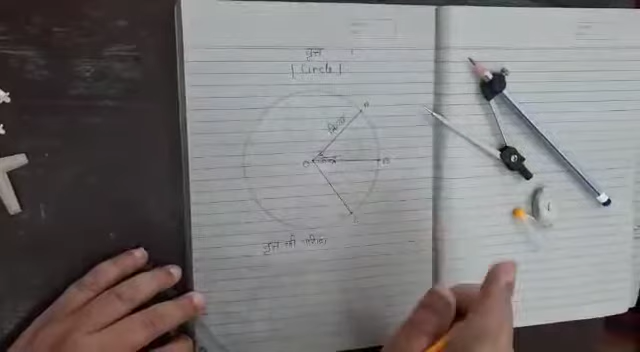 वृत्त
[Circle]
त्रिज्या
O केन्द्र
वृत्त की परिधि